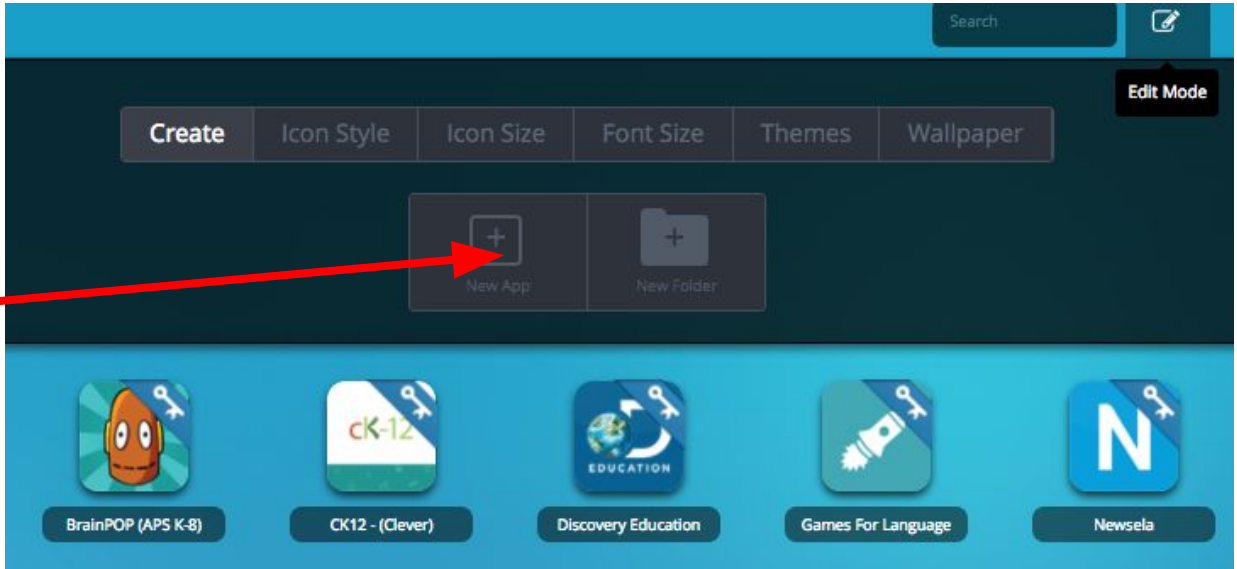 Search
Edit Mode
Create Icon Style Icon Size Font Size Themes Wallpaper
New App New Folder
cK-12
EDUCATION
N
BrainPOP (APS K-8) CK12 - (Clever) Discovery Education Games For Language Newsela